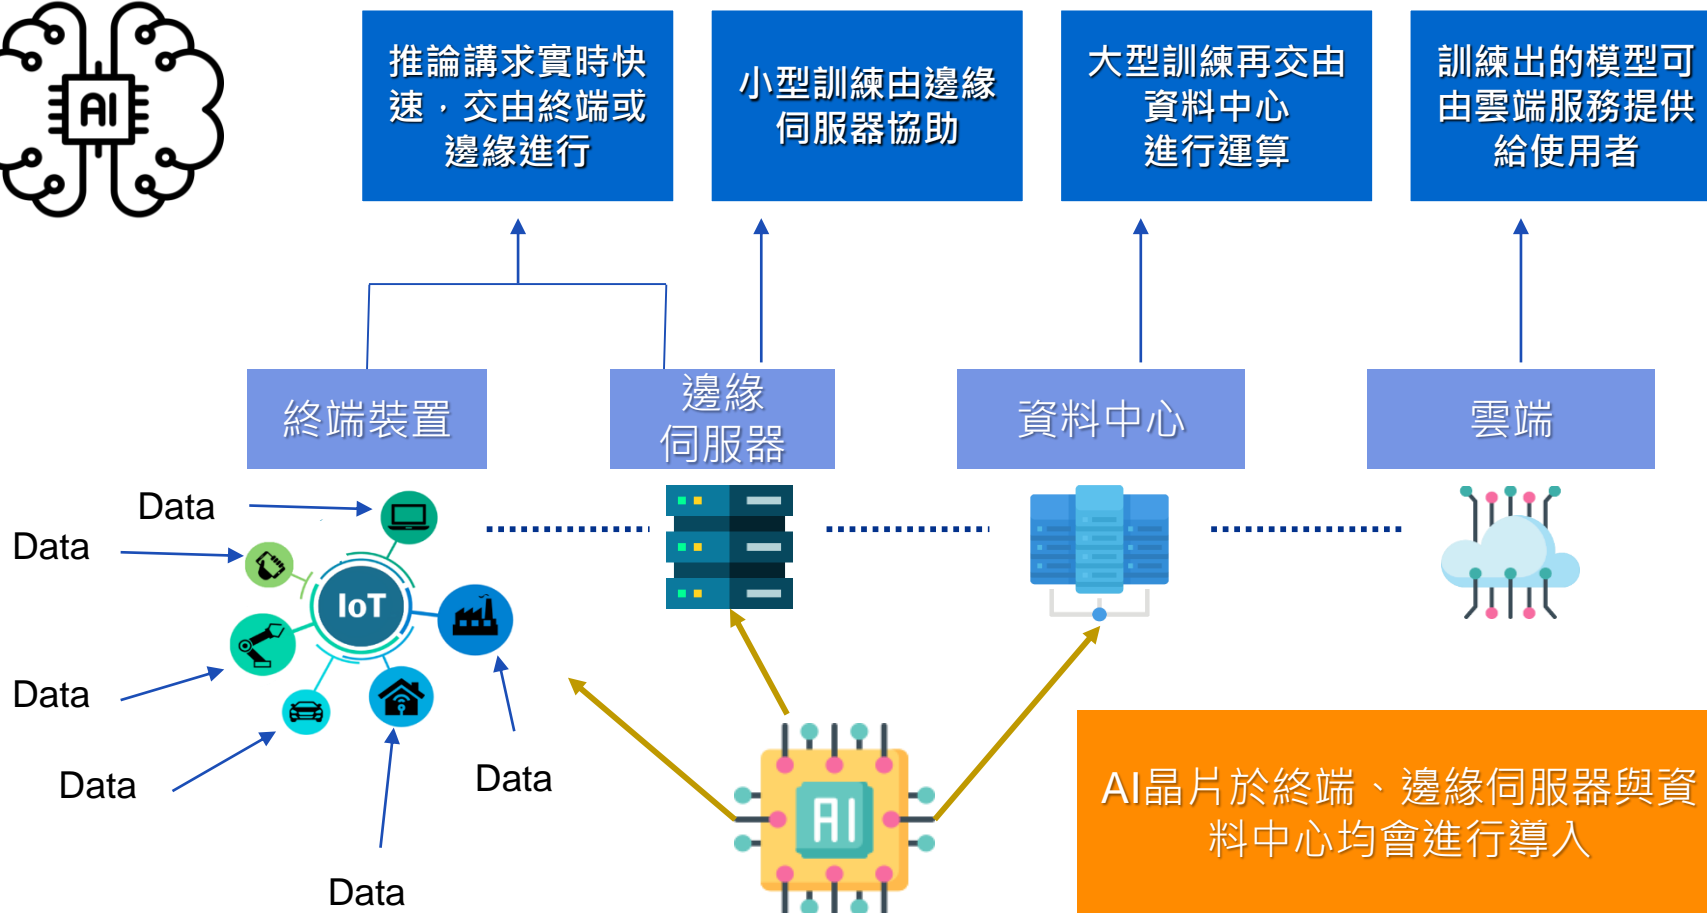 AI
推論講求實時快
速，交由終端或
邊緣進行
小型訓練由邊緣
伺服器協助
大型訓練再交由
資料中心
進行運算
訓練出的模型可
由雲端服務提供
給使用者
終端裝置
邊緣
伺服器
資料中心
雲端
Data
Data
IoT
Data
Data
Data
Data
AI
AI晶片於終端、邊緣伺服器與資
料中心均會進行導入